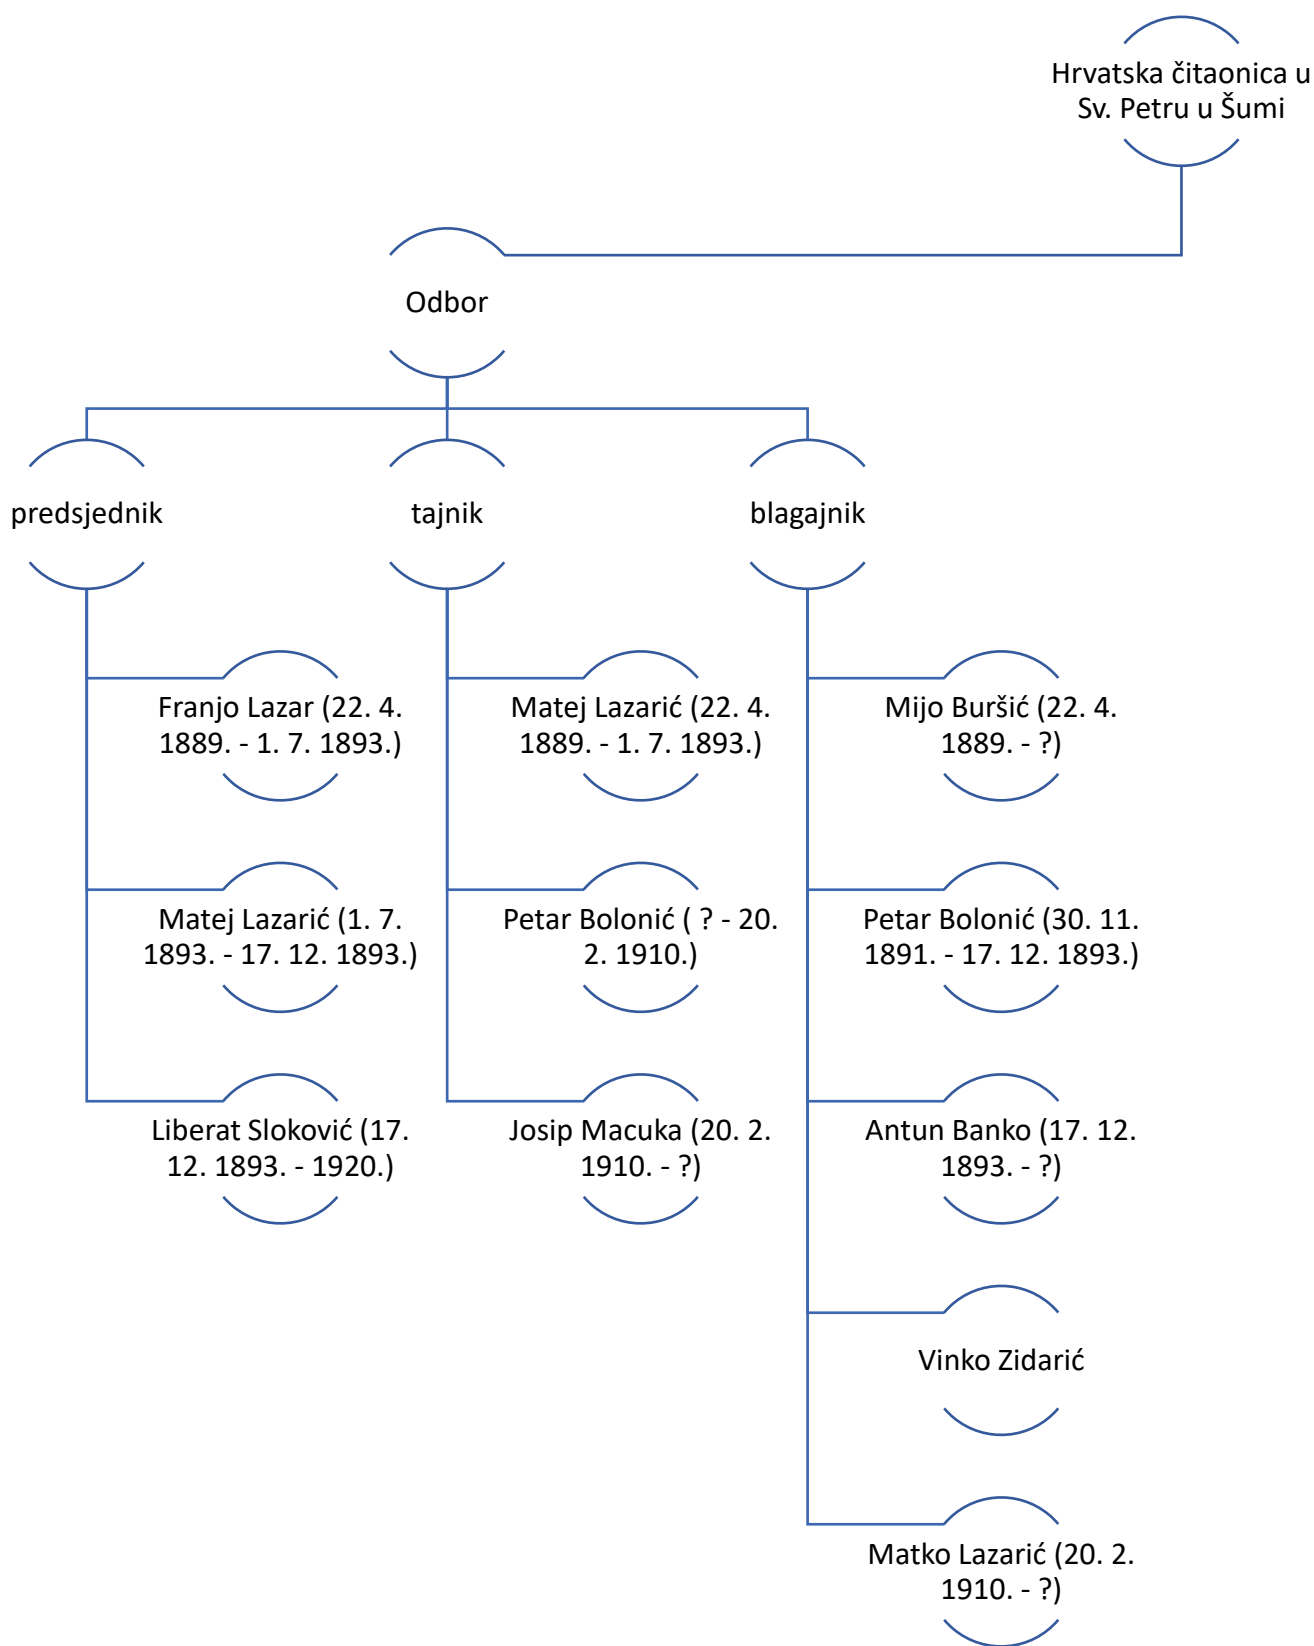 Hrvatska čitaonica u
Sv. Petru u Šumi
Odbor
predsjednik
tajnik
blagajnik
Franjo Lazar (22. 4.
1889. - 1. 7. 1893.)
Matej Lazarić (22. 4.
1889. - 1. 7. 1893.)
Mijo Buršić (22. 4.
1889. - ?)
Matej Lazarić (1. 7.
1893. - 17. 12. 1893.)
Petar Bolonić ( ? - 20.
2. 1910.)
Petar Bolonić (30. 11.
1891. - 17. 12. 1893.)
Liberat Sloković (17.
12. 1893. - 1920.)
Josip Macuka (20. 2.
1910. - ?)
Antun Banko (17. 12.
1893. - ?)
Vinko Zidarić
Matko Lazarić (20. 2.
1910. - ?)